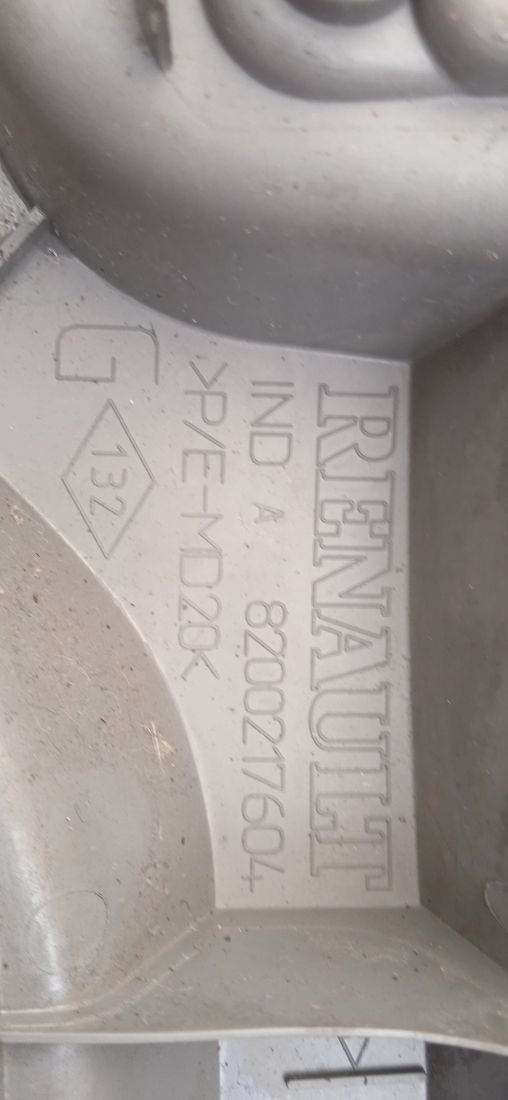 RENAULT
IND A 8200217604
>P/E-MD20<
G 132